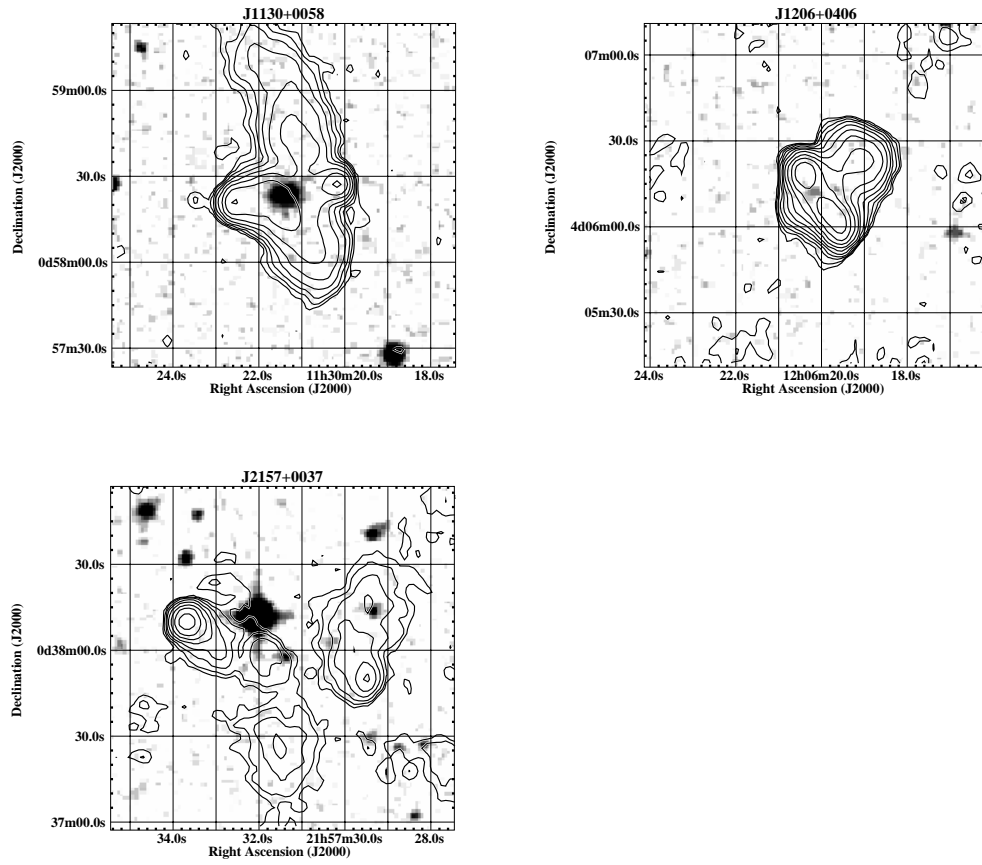 J1130+0058
59m00.0s
30.0s
0d58m00.0s
57m30.0s
Declination (J2000)
24.0s 22.0s 11h30m20.0s 18.0s
Right Ascension (J2000)
J1206+0406
07m00.0s
30.0s
4d06m00.0s
05m30.0s
Declination (J2000)
24.0s 22.0s 12h06m20.0s 18.0s
Right Ascension (J2000)
J2157+0037
30.0s
0d38m00.0s
30.0s
37m00.0s
Declination (J2000)
34.0s 32.0s 21h57m30.0s 28.0s
Right Ascension (J2000)